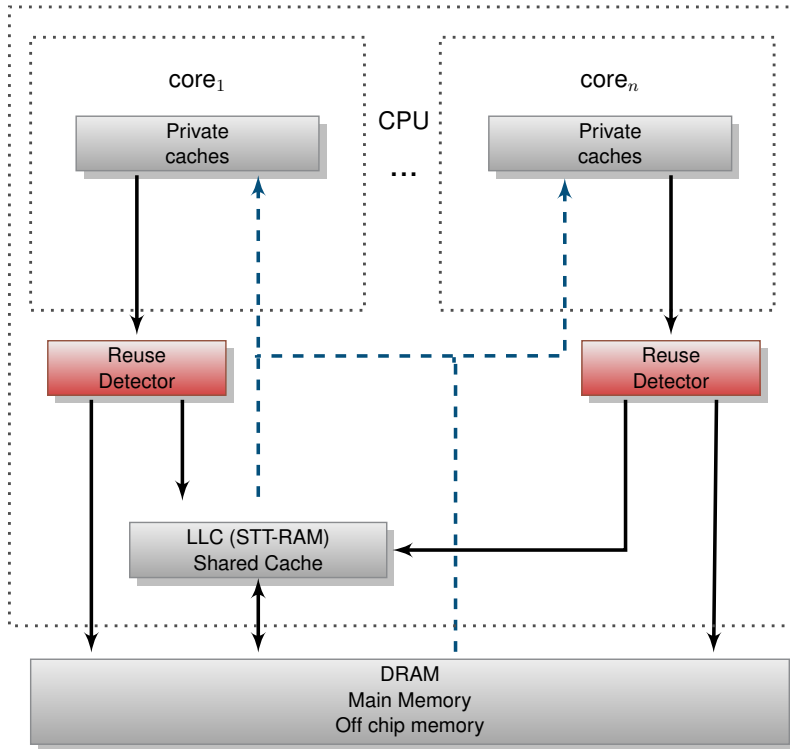 core₁
Private
caches
CPU
...
coreₙ
Private
caches
Reuse
Detector
Reuse
Detector
LLC (STT-RAM)
Shared Cache
DRAM
Main Memory
Off chip memory